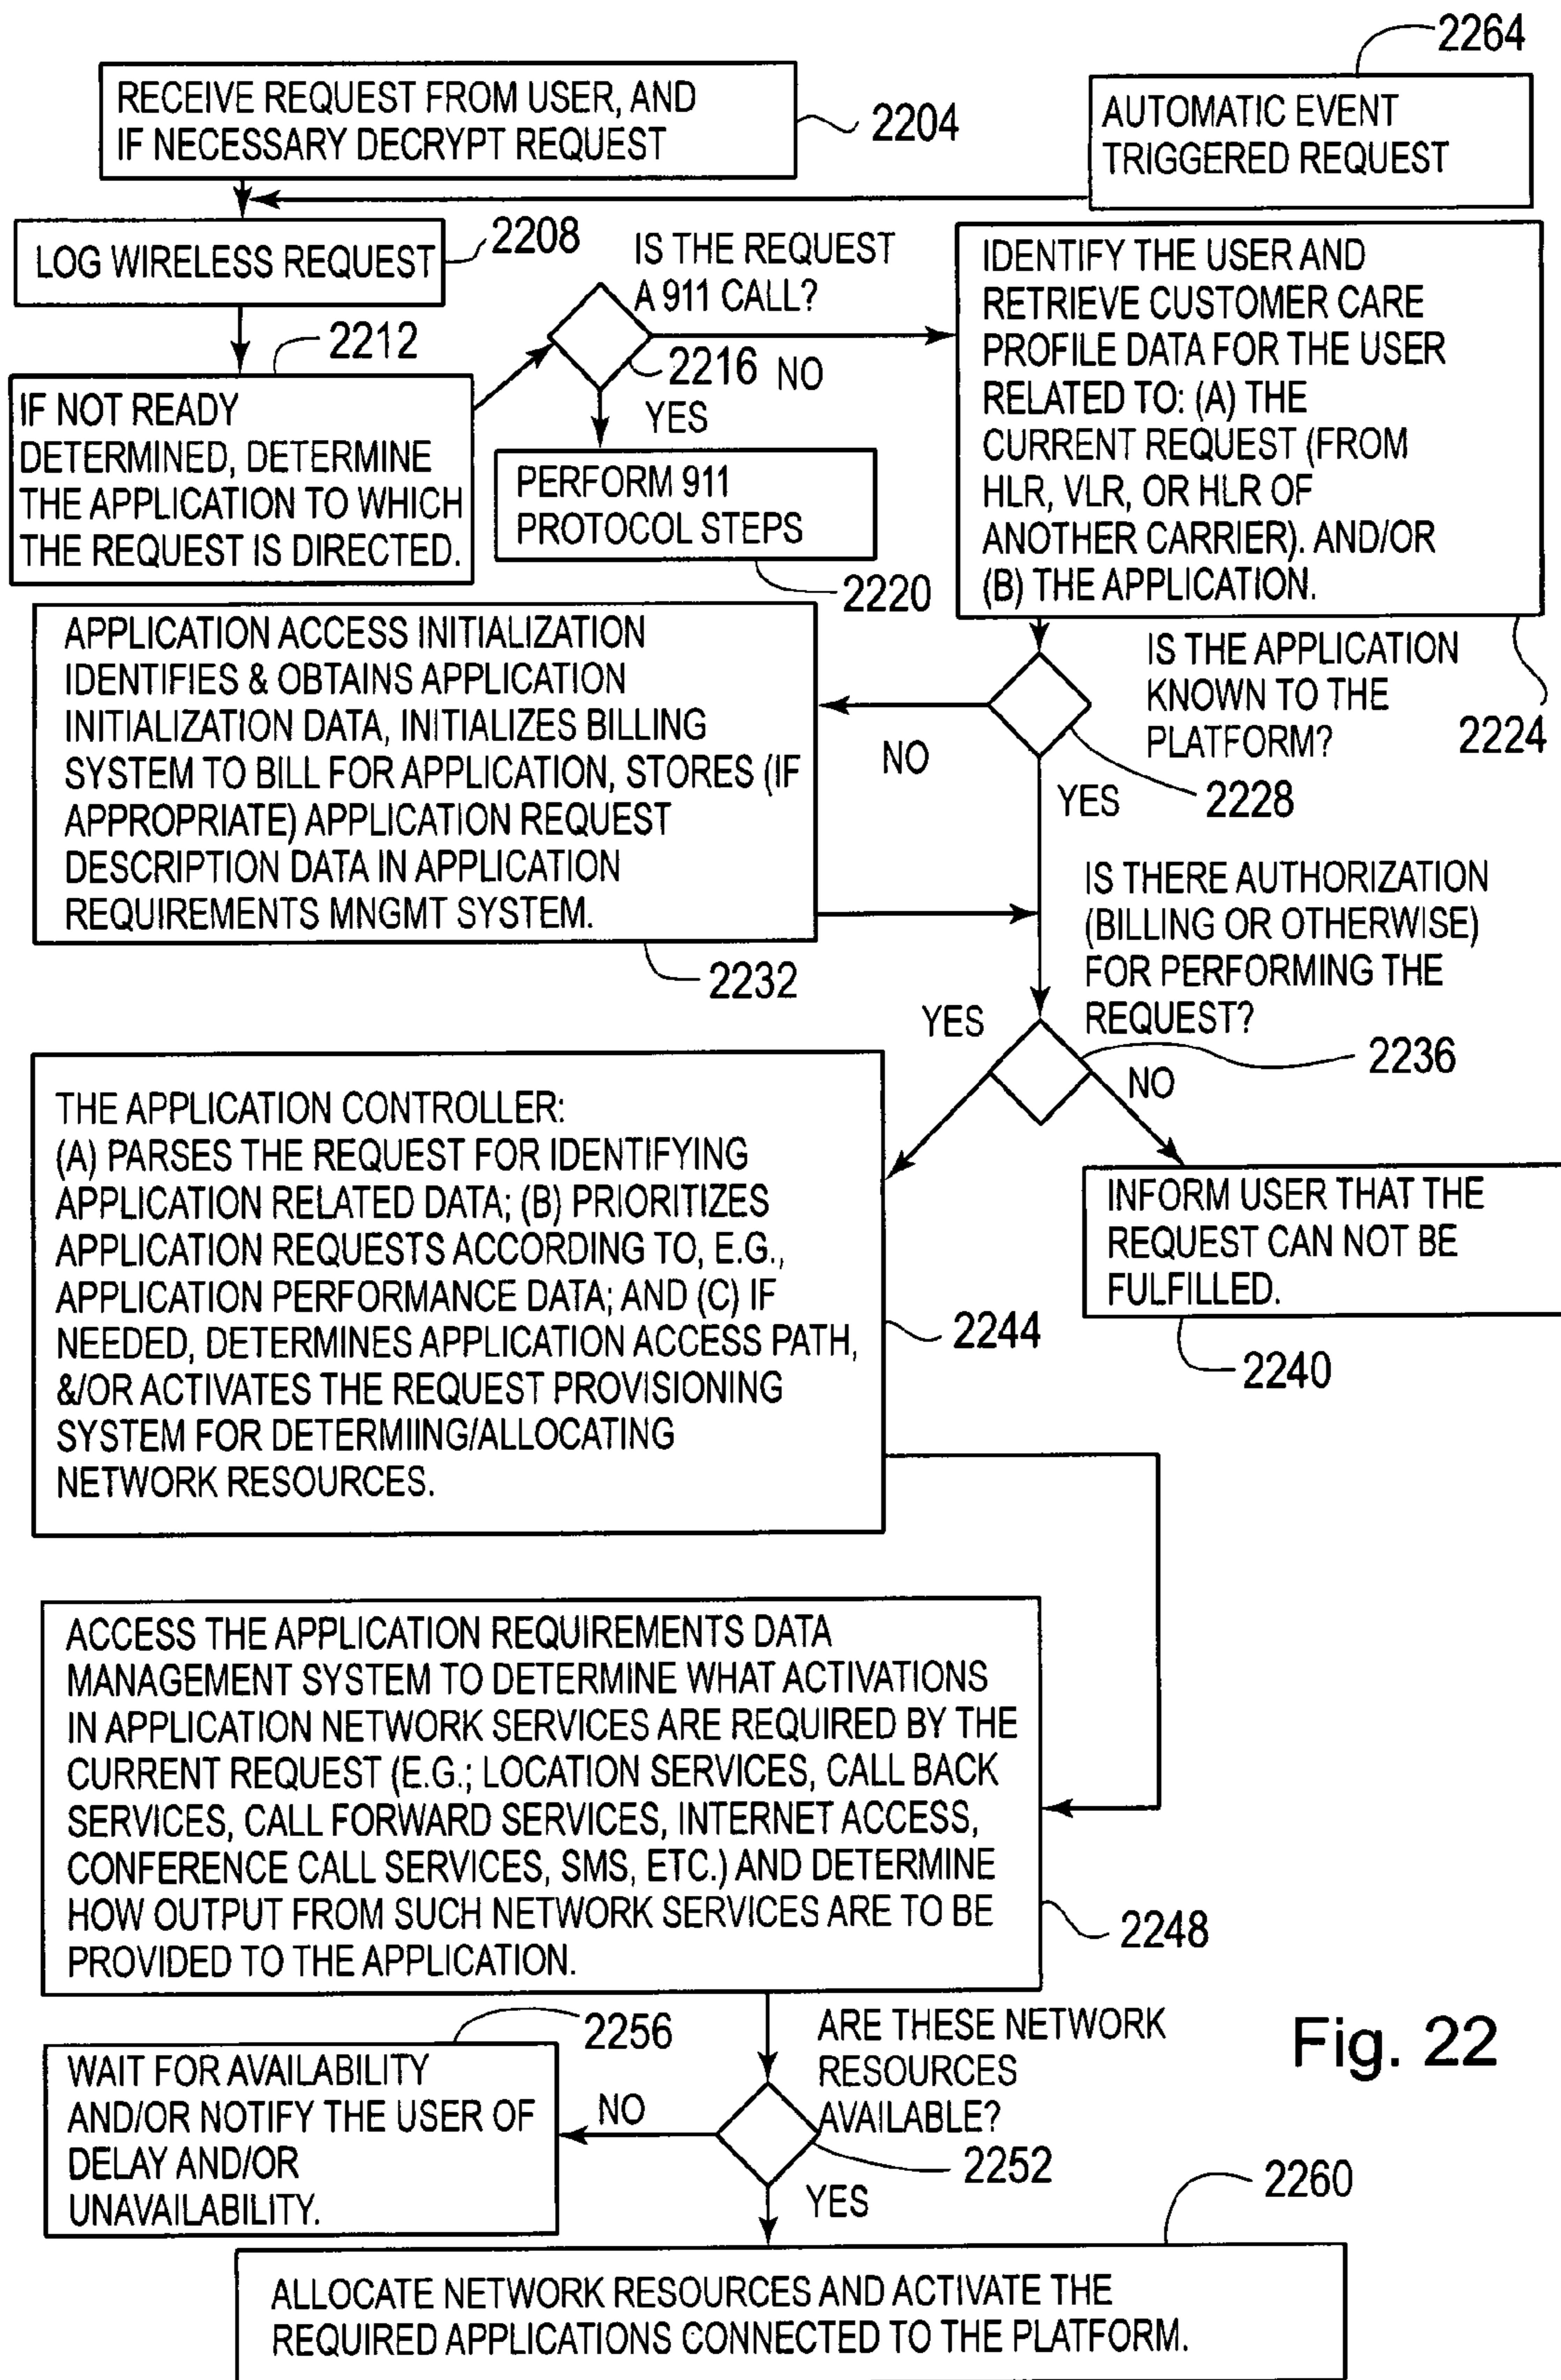 2264
RECEIVE REQUEST FROM USER, AND
IF NECESSARY DECRYPT REQUEST
2204
AUTOMATIC EVENT
TRIGGERED REQUEST
LOG WIRELESS REQUEST
2208
IS THE REQUEST
A 911 CALL?
2216
NO
YES
2212
IF NOT READY
DETERMINED, DETERMINE
THE APPLICATION TO WHICH
THE REQUEST IS DIRECTED.
PERFORM 911
PROTOCOL STEPS
2220
IDENTIFY THE USER AND
RETRIEVE CUSTOMER CARE
PROFILE DATA FOR THE USER
RELATED TO: (A) THE
CURRENT REQUEST (FROM
HLR, VLR, OR HLR OF
ANOTHER CARRIER). AND/OR
(B) THE APPLICATION.
2224
IS THE APPLICATION
KNOWN TO THE
PLATFORM?
2228
NO
YES
APPLICATION ACCESS INITIALIZATION
IDENTIFIES & OBTAINS APPLICATION
INITIALIZATION DATA, INITIALIZES BILLING
SYSTEM TO BILL FOR APPLICATION, STORES (IF
APPROPRIATE) APPLICATION REQUEST
DESCRIPTION DATA IN APPLICATION
REQUIREMENTS MNGMT SYSTEM.
2232
IS THERE AUTHORIZATION
(BILLING OR OTHERWISE)
FOR PERFORMING THE
REQUEST?
YES
2236
NO
THE APPLICATION CONTROLLER:
(A) PARSES THE REQUEST FOR IDENTIFYING
APPLICATION RELATED DATA; (B) PRIORITIZES
APPLICATION REQUESTS ACCORDING TO, E.G.,
APPLICATION PERFORMANCE DATA; AND (C) IF
NEEDED, DETERMINES APPLICATION ACCESS PATH,
&/OR ACTIVATES THE REQUEST PROVISIONING
SYSTEM FOR DETERMIING/ALLOCATING
NETWORK RESOURCES.
2244
INFORM USER THAT THE
REQUEST CAN NOT BE
FULFILLED.
2240
ACCESS THE APPLICATION REQUIREMENTS DATA
MANAGEMENT SYSTEM TO DETERMINE WHAT ACTIVATIONS
IN APPLICATION NETWORK SERVICES ARE REQUIRED BY THE
CURRENT REQUEST (E.G.; LOCATION SERVICES, CALL BACK
SERVICES, CALL FORWARD SERVICES, INTERNET ACCESS,
CONFERENCE CALL SERVICES, SMS, ETC.) AND DETERMINE
HOW OUTPUT FROM SUCH NETWORK SERVICES ARE TO BE
PROVIDED TO THE APPLICATION.
2248
2256
WAIT FOR AVAILABILITY
AND/OR NOTIFY THE USER OF
DELAY AND/OR
UNAVAILABILITY.
NO
ARE THESE NETWORK
RESOURCES
AVAILABLE?
2252
YES
Fig. 22
2260
ALLOCATE NETWORK RESOURCES AND ACTIVATE THE
REQUIRED APPLICATIONS CONNECTED TO THE PLATFORM.